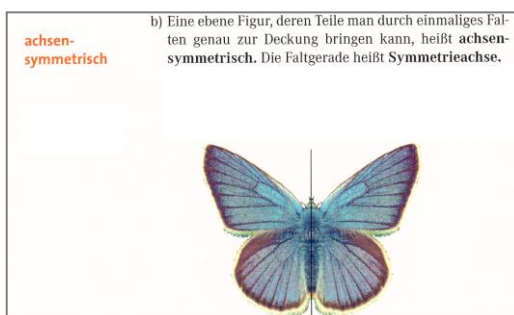 achsen-
symmetrisch
b) Eine ebene Figur, deren Teile man durch einmaliges Fal-
ten genau zur Deckung bringen kann, heißt achsen-
symmetrisch. Die Faltgerade heißt Symmetrieachse.